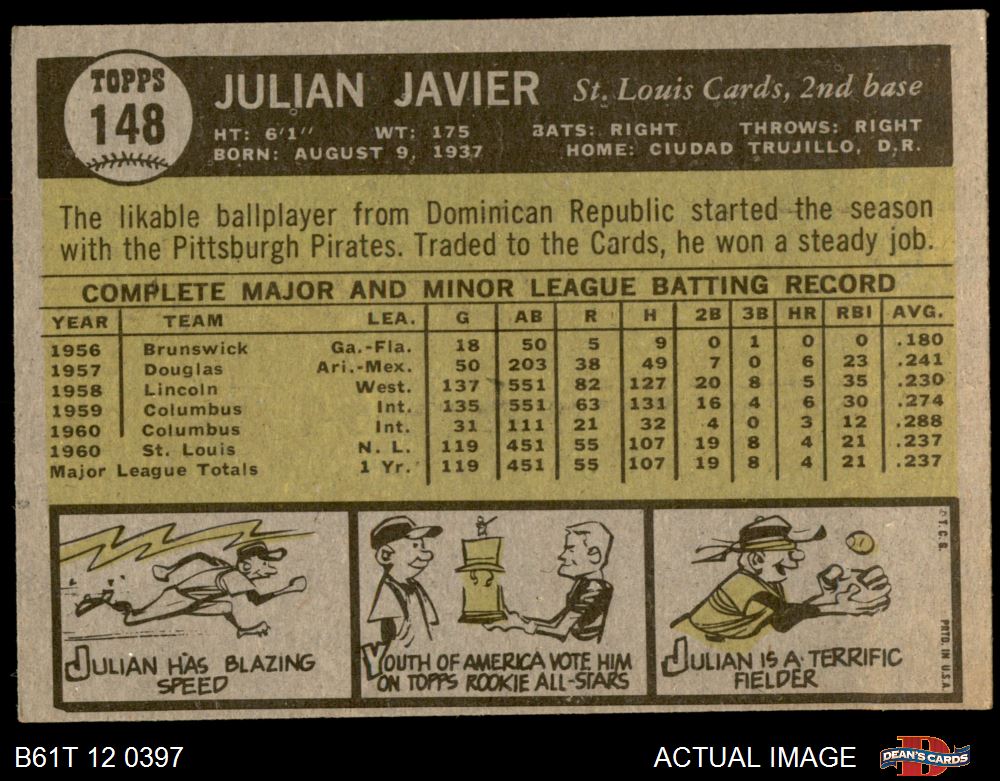 TOPPS
148
JULIAN JAVIER St. Louis Cards, 2nd base
HT: 6'1" WT: 175 BATS: RIGHT THROWS: RIGHT
BORN: AUGUST 9, 1937 HOME: CIUDAD TRUJILLO, D.R.
The likable ballplayer from Dominican Republic started the season
with the Pittsburgh Pirates. Traded to the Cards, he won a steady job.
COMPLETE MAJOR AND MINOR LEAGUE BATTING RECORD
YEAR TEAM LEA. G AB R H 2B 3B HR RBI AVG.
1956 Brunswick Ga.-Fla. 18 50 5 9 0 1 0 0 .180
1957 Douglas Ari.-Mex. 50 203 38 49 7 0 6 23 .241
1958 Lincoln West. 137 551 82 127 20 8 5 35 .230
1959 Columbus Int. 135 551 63 131 16 4 6 30 .274
1960 Columbus Int. 31 111 21 32 4 0 3 12 .288
1960 St. Louis N. L. 119 451 55 107 19 8 4 21 .237
Major League Totals 1 Yr. 119 451 55 107 19 8 4 21 .237
JULIAN HAS BLAZING
SPEED
YOUTH OF AMERICA VOTE HIM
ON TOPPS ROOKIE ALL-STARS
JULIAN IS A TERRIFIC
FIELDER
© T.C.G. PRTD. IN U.S.A.
B61T 12 0397 ACTUAL IMAGE DEAN'S CARDS